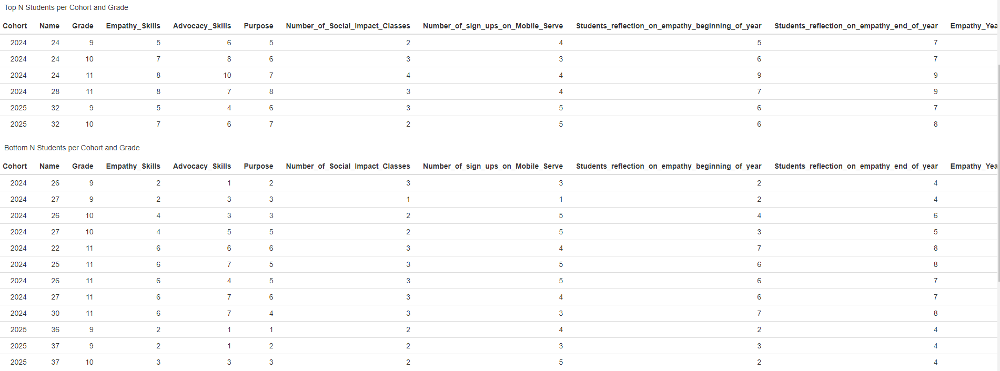 Top N Students per Cohort and Grade
Cohort Name Grade Empathy_Skills Advocacy_Skills Purpose Number_of_Social_Impact_Classes Number_of_sign_ups_on_Mobile_Serve Students_reflection_on_empathy_beginning_of_year Students_reflection_on_empathy_end_of_year Empathy_Yea
2024 24 9 5 6 5 2 4 5 7
2024 24 10 7 8 6 3 3 6 7
2024 24 11 8 10 7 4 4 9 9
2024 28 11 8 7 8 3 4 7 9
2025 32 9 5 4 6 3 5 6 7
2025 32 10 7 6 7 2 5 6 8
Bottom N Students per Cohort and Grade
Cohort Name Grade Empathy_Skills Advocacy_Skills Purpose Number_of_Social_Impact_Classes Number_of_sign_ups_on_Mobile_Serve Students_reflection_on_empathy_beginning_of_year Students_reflection_on_empathy_end_of_year Empathy_Yea
2024 26 9 2 1 2 3 3 2 4
2024 27 9 2 3 3 1 1 2 4
2024 26 10 4 3 3 2 5 4 6
2024 27 10 4 5 5 2 5 3 5
2024 22 11 6 6 6 3 4 7 8
2024 25 11 6 7 5 3 5 6 8
2024 26 11 6 4 5 3 5 6 7
2024 27 11 6 7 6 3 4 6 7
2024 30 11 6 7 4 3 3 7 8
2025 36 9 2 1 1 2 4 2 4
2025 37 9 2 1 2 2 3 3 4
2025 37 10 3 3 3 2 5 2 4